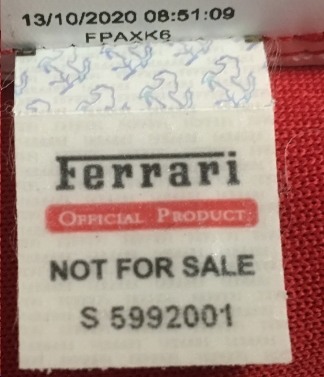 13/10/2020 08:51:09
FPAXK6
Ferrari
OFFICIAL PRODUCT
NOT FOR SALE
S 5992001